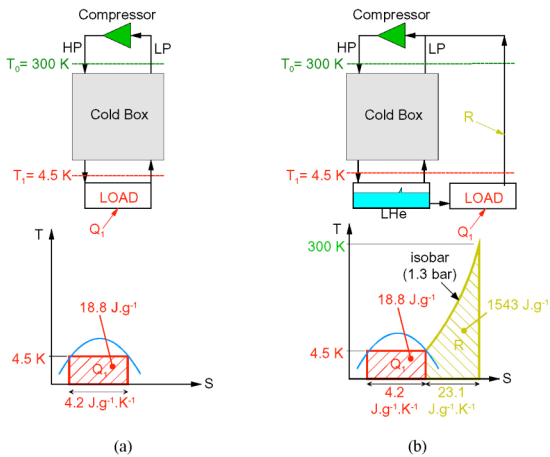 Compressor
HP
LP
T₀= 300 K
Cold Box
T₁= 4.5 K
LOAD
Q₁
T
18.8 J.g⁻¹
4.5 K
Q₁
S
4.2 J.g⁻¹.K⁻¹
(a)
Compressor
HP
LP
T₀= 300 K
R
Cold Box
T₁= 4.5 K
LOAD
LHe
Q₁
T
300 K
isobar
(1.3 bar)
18.8 J.g⁻¹
1543 J.g⁻¹
4.5 K
Q₁
R
S
4.2
J.g⁻¹.K⁻¹
23.1
J.g⁻¹.K⁻¹
(b)